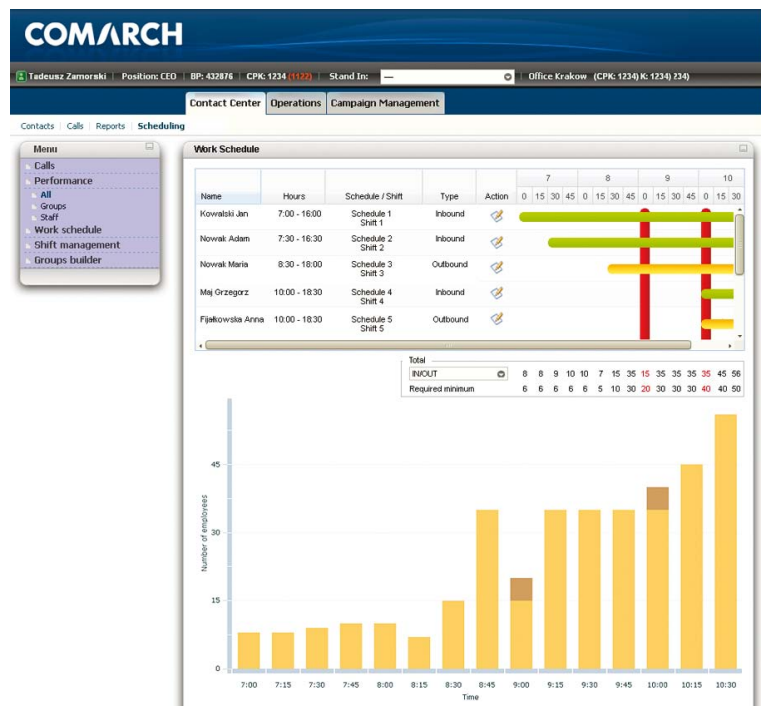 COMARCH
Tadeusz Zamorski Position: CEO BP: 432876 CPK: 1234 (1122) Stand In: — Office Krakow (CPK: 1234) K: 1234) 234)
Contact Center Operations Campaign Management
Contacts Calls Reports Scheduling
Menu
Calls
Performance
All
Groups
Staff
Work schedule
Shift management
Groups builder
Work Schedule
7 8 9 10
Name Hours Schedule / Shift Type Action 0 15 30 45 0 15 30 45 0 15 30 45 0 15 30
Kowalski Jan 7:00 - 16:00 Schedule 1 Inbound
Shift 1
Nowak Adam 7:30 - 16:30 Schedule 2 Inbound
Shift 2
Nowak Maria 8:30 - 18:00 Schedule 3 Outbound
Shift 3
Maj Grzegorz 10:00 - 18:30 Schedule 4 Inbound
Shift 4
Fijałkowska Anna 10:00 - 18:30 Schedule 5 Outbound
Shift 5
Total
IN/OUT 8 8 9 10 10 7 15 35 15 35 35 35 35 45 56
Required minimum 6 6 6 6 6 5 10 30 20 30 30 30 40 40 50
Number of employees
45
30
15
0
7:00 7:15 7:30 7:45 8:00 8:15 8:30 8:45 9:00 9:15 9:30 9:45 10:00 10:15 10:30
Time